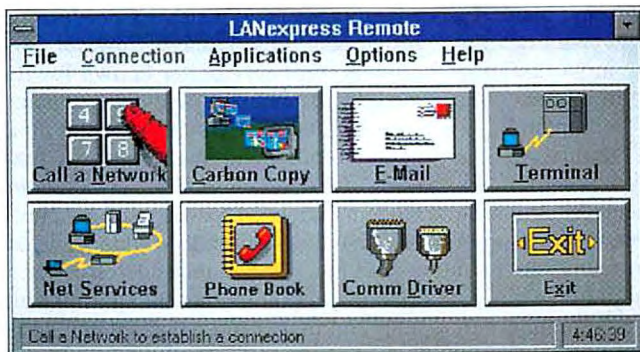 LANexpress Remote
File Connection Applications Options Help
4
7 8
Call a Network
Carbon Copy
E-Mail
Terminal
Net Services
Phone Book
Comm Driver
Exit
Exit
Call a Network to establish a connection
4:46:39